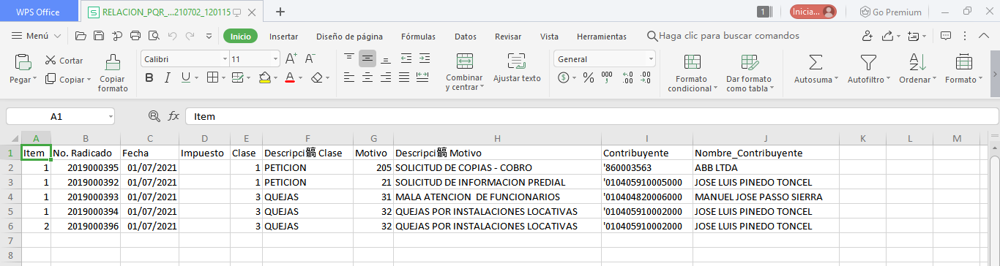 WPS Office RELACION_PQR_...210702_120115 + 1 Inicia... Go Premium
Menú Inicio Insertar Diseño de página Fórmulas Datos Revisar Vista Herramientas Haga clic para buscar comandos
Pegar Cortar Copiar Copiar formato Calibri 11 Combinar y centrar Ajustar texto General Formato condicional Dar formato como tabla Autosuma Autofiltro Ordenar Formato
A1 fx Item
A B C D E F G H I J K L M
1 Item No. Radicado Fecha Impuesto Clase Descripci髇 Clase Motivo Descripci髇 Motivo Contribuyente Nombre_Contribuyente
2 1 2019000395 01/07/2021 1 PETICION 205 SOLICITUD DE COPIAS - COBRO '860003563 ABB LTDA
3 1 2019000392 01/07/2021 1 PETICION 21 SOLICITUD DE INFORMACION PREDIAL '010405910005000 JOSE LUIS PINEDO TONCEL
4 1 2019000393 01/07/2021 3 QUEJAS 31 MALA ATENCION  DE FUNCIONARIOS '010404820006000 MANUEL JOSE PASSO SIERRA
5 1 2019000394 01/07/2021 3 QUEJAS 32 QUEJAS POR INSTALACIONES LOCATIVAS '010405910002000 JOSE LUIS PINEDO TONCEL
6 2 2019000396 01/07/2021 3 QUEJAS 32 QUEJAS POR INSTALACIONES LOCATIVAS '010405910002000 JOSE LUIS PINEDO TONCEL
7
8